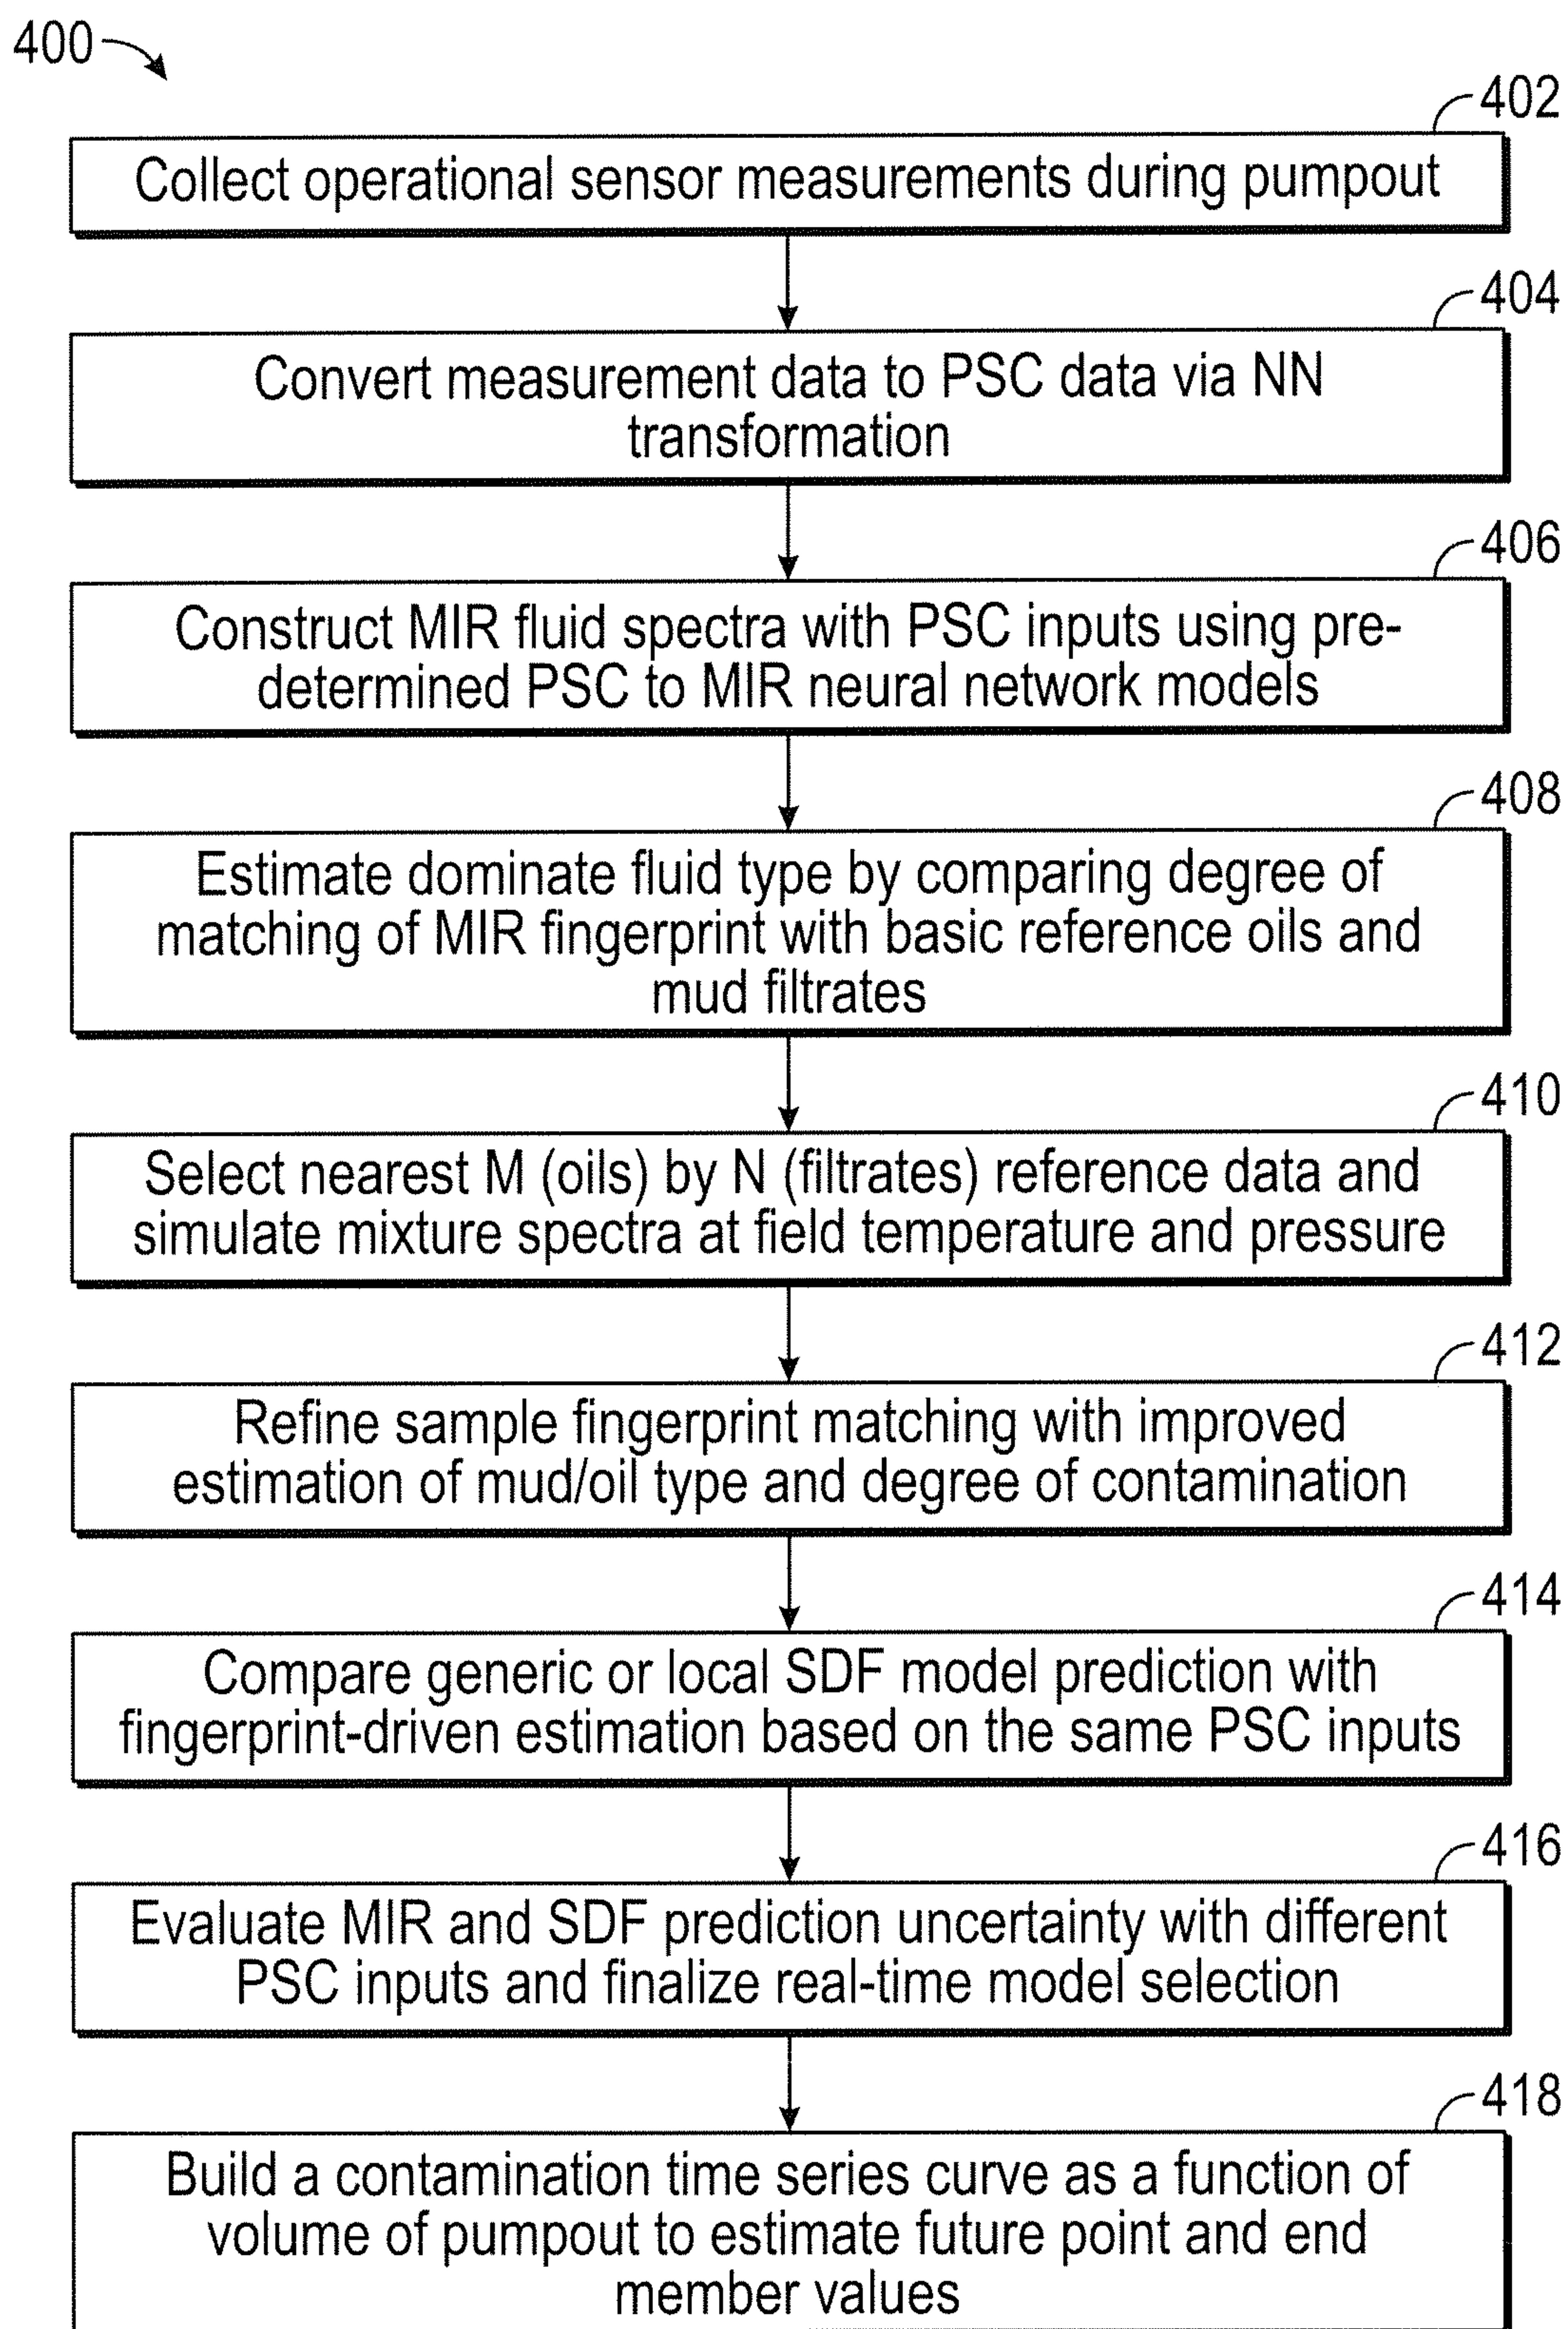 400
402
Collect operational sensor measurements during pumpout
404
Convert measurement data to PSC data via NN
transformation
406
Construct MIR fluid spectra with PSC inputs using pre-
determined PSC to MIR neural network models
408
Estimate dominate fluid type by comparing degree of
matching of MIR fingerprint with basic reference oils and
mud filtrates
410
Select nearest M (oils) by N (filtrates) reference data and
simulate mixture spectra at field temperature and pressure
412
Refine sample fingerprint matching with improved
estimation of mud/oil type and degree of contamination
414
Compare generic or local SDF model prediction with
fingerprint-driven estimation based on the same PSC inputs
416
Evaluate MIR and SDF prediction uncertainty with different
PSC inputs and finalize real-time model selection
418
Build a contamination time series curve as a function of
volume of pumpout to estimate future point and end
member values